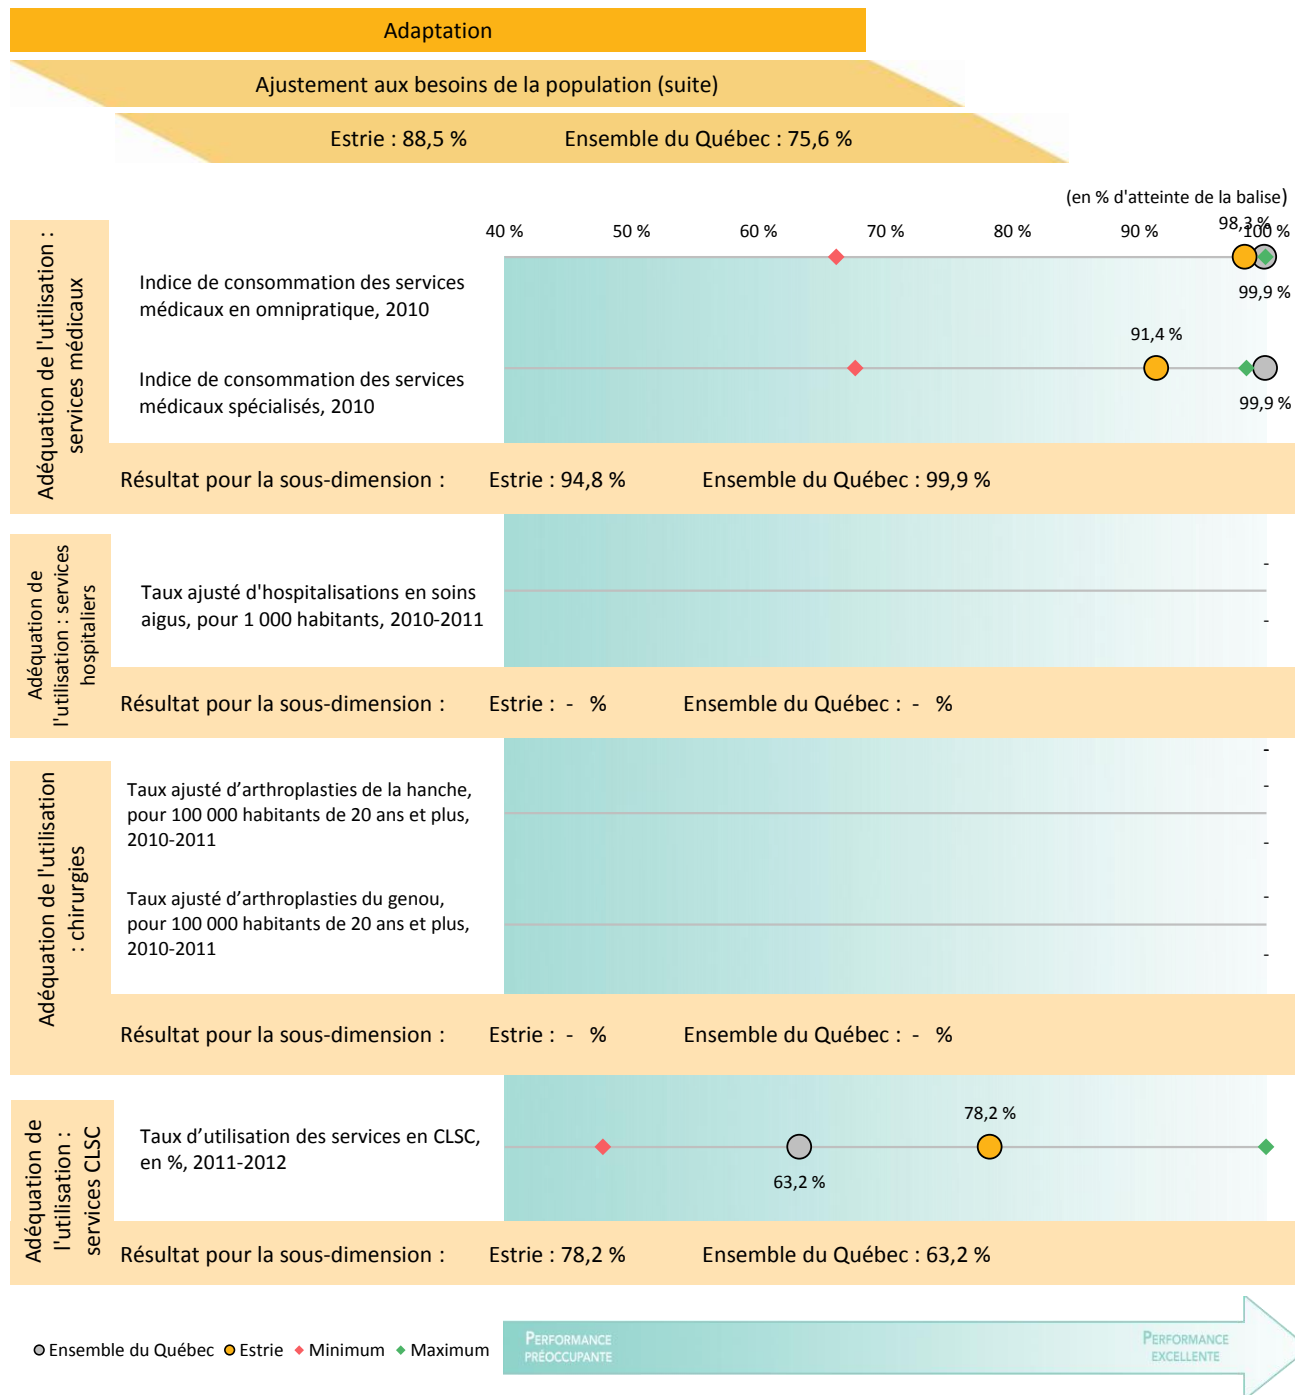 Adaptation
Ajustement aux besoins de la population (suite)
Estrie : 88,5 % Ensemble du Québec : 75,6 %
(en % d'atteinte de la balise)
40 % 50 % 60 % 70 % 80 % 90 % 100 %
Adéquation de l'utilisation :
services médicaux
98,3 %
Indice de consommation des services
médicaux en omnipratique, 2010
99,9 %
91,4 %
Indice de consommation des services
médicaux spécialisés, 2010
99,9 %
Résultat pour la sous-dimension : Estrie : 94,8 % Ensemble du Québec : 99,9 %
Adéquation de
l'utilisation : services
hospitaliers
-
Taux ajusté d'hospitalisations en soins
aigus, pour 1 000 habitants, 2010-2011
-
Résultat pour la sous-dimension : Estrie : - % Ensemble du Québec : - %
-
Adéquation de l'utilisation
: chirurgies
Taux ajusté d’arthroplasties de la hanche,
pour 100 000 habitants de 20 ans et plus,
2010-2011
-
-
Taux ajusté d’arthroplasties du genou,
pour 100 000 habitants de 20 ans et plus,
2010-2011
-
-
Résultat pour la sous-dimension : Estrie : - % Ensemble du Québec : - %
Adéquation de
l'utilisation :
services CLSC
78,2 %
Taux d’utilisation des services en CLSC,
en %, 2011-2012
63,2 %
Résultat pour la sous-dimension : Estrie : 78,2 % Ensemble du Québec : 63,2 %
Ensemble du Québec Estrie Minimum Maximum
PERFORMANCE
PRÉOCCUPANTE
PERFORMANCE
EXCELLENTE